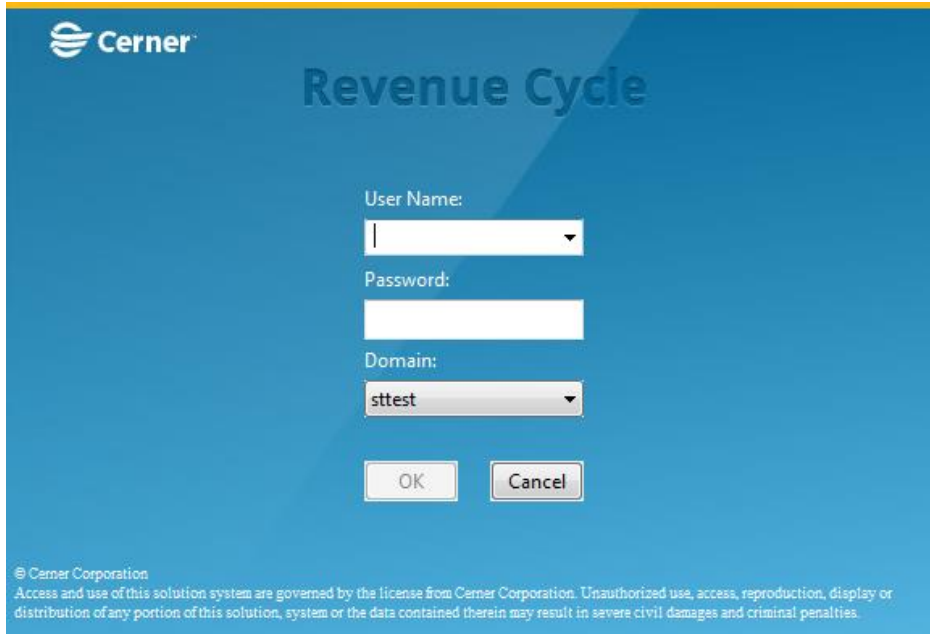 Cerner
Revenue Cycle
User Name:
Password:
Domain:
sttest
OK
Cancel
© Cerner Corporation
Access and use of this solution system are governed by the license from Cerner Corporation. Unauthorized use, access, reproduction, display or
distribution of any portion of this solution, system or the data contained therein may result in severe civil damages and criminal penalties.